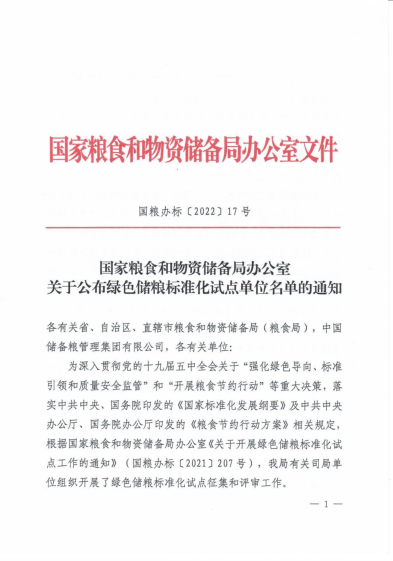 国家粮食和物资储备局办公室文件
国粮办标〔2022〕17号
国家粮食和物资储备局办公室
关于公布绿色储粮标准化试点单位名单的通知
各有关省、自治区、直辖市粮食和物资储备局（粮食局），中国
储备粮管理集团有限公司，各有关单位：
为深入贯彻党的十九届五中全会关于“强化绿色导向、标准
引领和质量安全监管”和“开展粮食节约行动”等重大决策，落
实中共中央、国务院印发的《国家标准化发展纲要》及中共中央
办公厅、国务院办公厅印发的《粮食节约行动方案》相关规定，
根据国家粮食和物资储备局办公室《关于开展绿色储粮标准化试
点工作的通知》（国粮办标〔2021〕207号），我局有关司局单
位组织开展了绿色储粮标准化试点征集和评审工作。
— 1 —